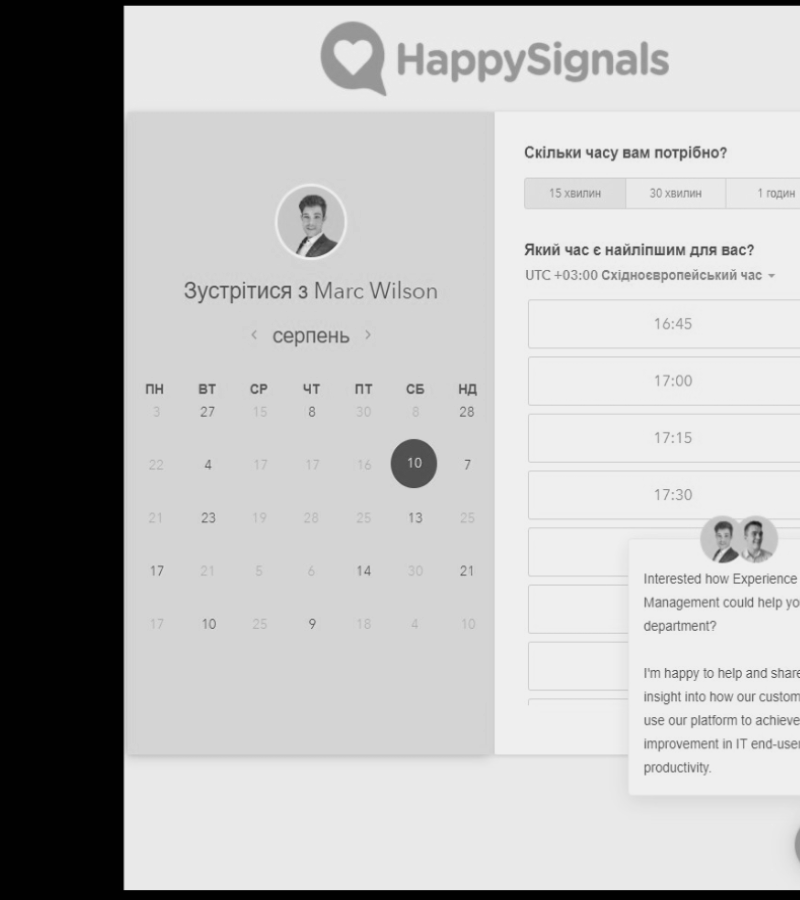 HappySignals
Зустрітися з Marc Wilson
серпень
ПН ВТ СР ЧТ ПТ СБ НД
3 27 15 8 30 8 28
22 4 17 17 16 10 7
21 23 19 28 25 13 25
17 21 5 6 14 30 21
17 10 25 9 18 4 10
Скільки часу вам потрібно?
15 хвилин 30 хвилин 1 годин
Який час є найліпшим для вас?
UTC +03:00 Східноєвропейський час
16:45
17:00
17:15
17:30
Interested how Experience
Management could help yo
department?
I'm happy to help and share
insight into how our custom
use our platform to achieve
improvement in IT end-user
productivity.